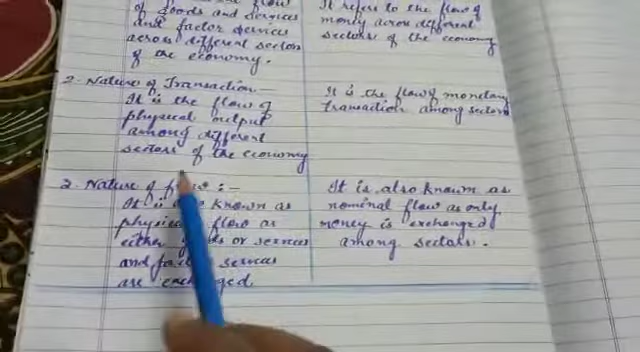 of Goods and Services
and factor services
across different sectors
of the economy.
It refers to the flow of
money across different
sectors of the economy
2. Nature of Transaction -
It is the flow of
physical output
among different
sectors of the economy
It is the flow of monetary
transaction among sectors
2. Nature of flow : -
It is known as
physical flow as
either or services
and services
are exchanged.
It is also known as
nominal flow as only
money is exchanged
among sectors.